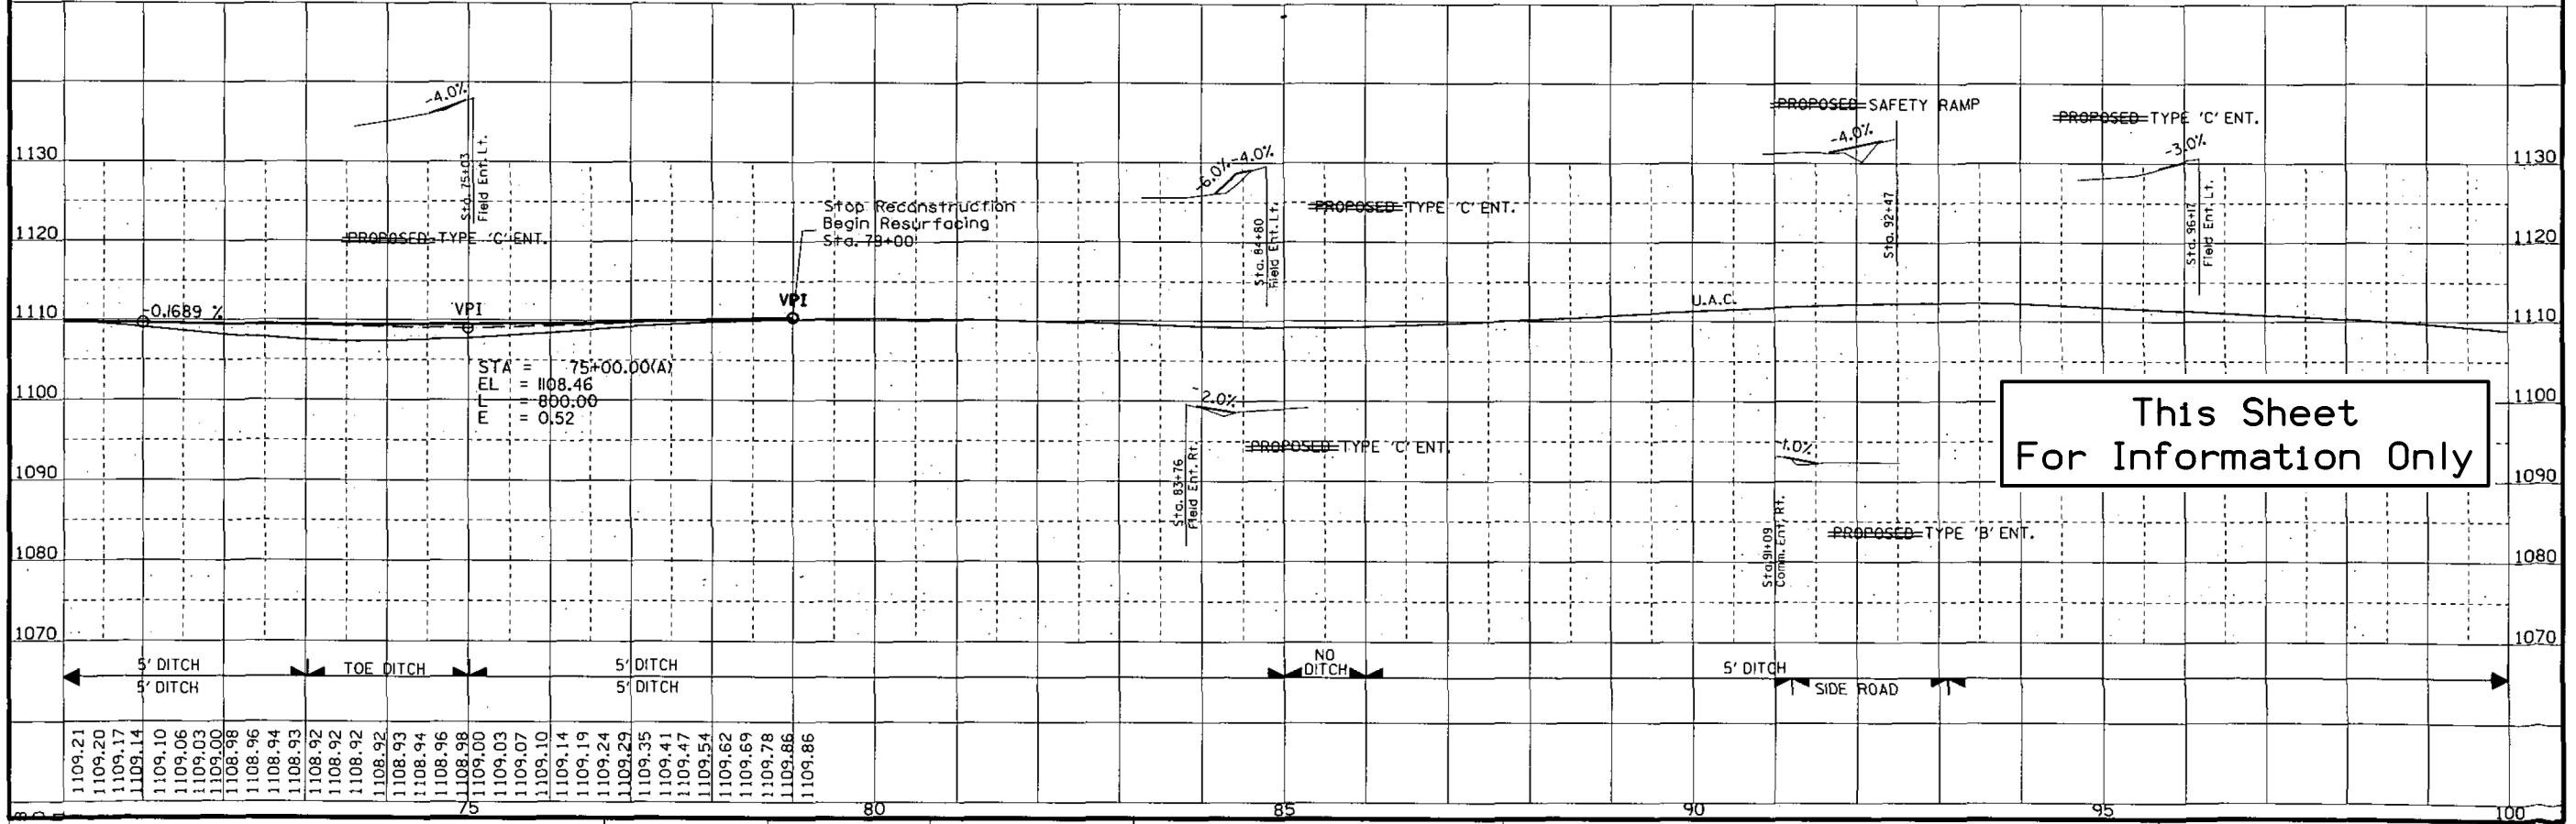 -4.0%
Sta. 75+03
Field Ent. Lt.
PROPOSED TYPE 'C' ENT.
Stop Reconstruction
Begin Resurfacing
Sta. 79+00
-6.0%
-4.0%
Sta. 84+80
Field Ent. Lt.
PROPOSED TYPE 'C' ENT.
PROPOSED SAFETY RAMP
-4.0%
Sta. 92+47
PROPOSED TYPE 'C' ENT.
-3.0%
Sta. 96+17
Field Ent. Lt.
1130
1130
1120
1120
1110
1110
1100
1100
1090
1090
1080
1080
1070
1070
-0.1689 %
VPI
VPI
U.A.C.
STA = 75+00.00(A)
EL = 1108.46
L = 800.00
E = 0.52
-2.0%
Sta. 83+76
Field Ent. Rt.
PROPOSED TYPE 'C' ENT.
-1.0%
Sta. 91+09
Comm. Ent. Rt.
PROPOSED TYPE 'B' ENT.
This Sheet
For Information Only
5' DITCH
5' DITCH
TOE DITCH
5' DITCH
5' DITCH
NO
DITCH
5' DITCH
SIDE ROAD
1109.21
1109.20
1109.17
1109.14
1109.10
1109.06
1109.03
1109.00
1108.98
1108.96
1108.94
1108.93
1108.92
1108.92
1108.92
1108.92
1108.93
1108.94
1108.96
1108.98
1109.00
1109.03
1109.07
1109.10
1109.14
1109.19
1109.24
1109.29
1109.35
1109.41
1109.47
1109.54
1109.62
1109.69
1109.78
1109.86
1109.86
75
80
85
90
95
100